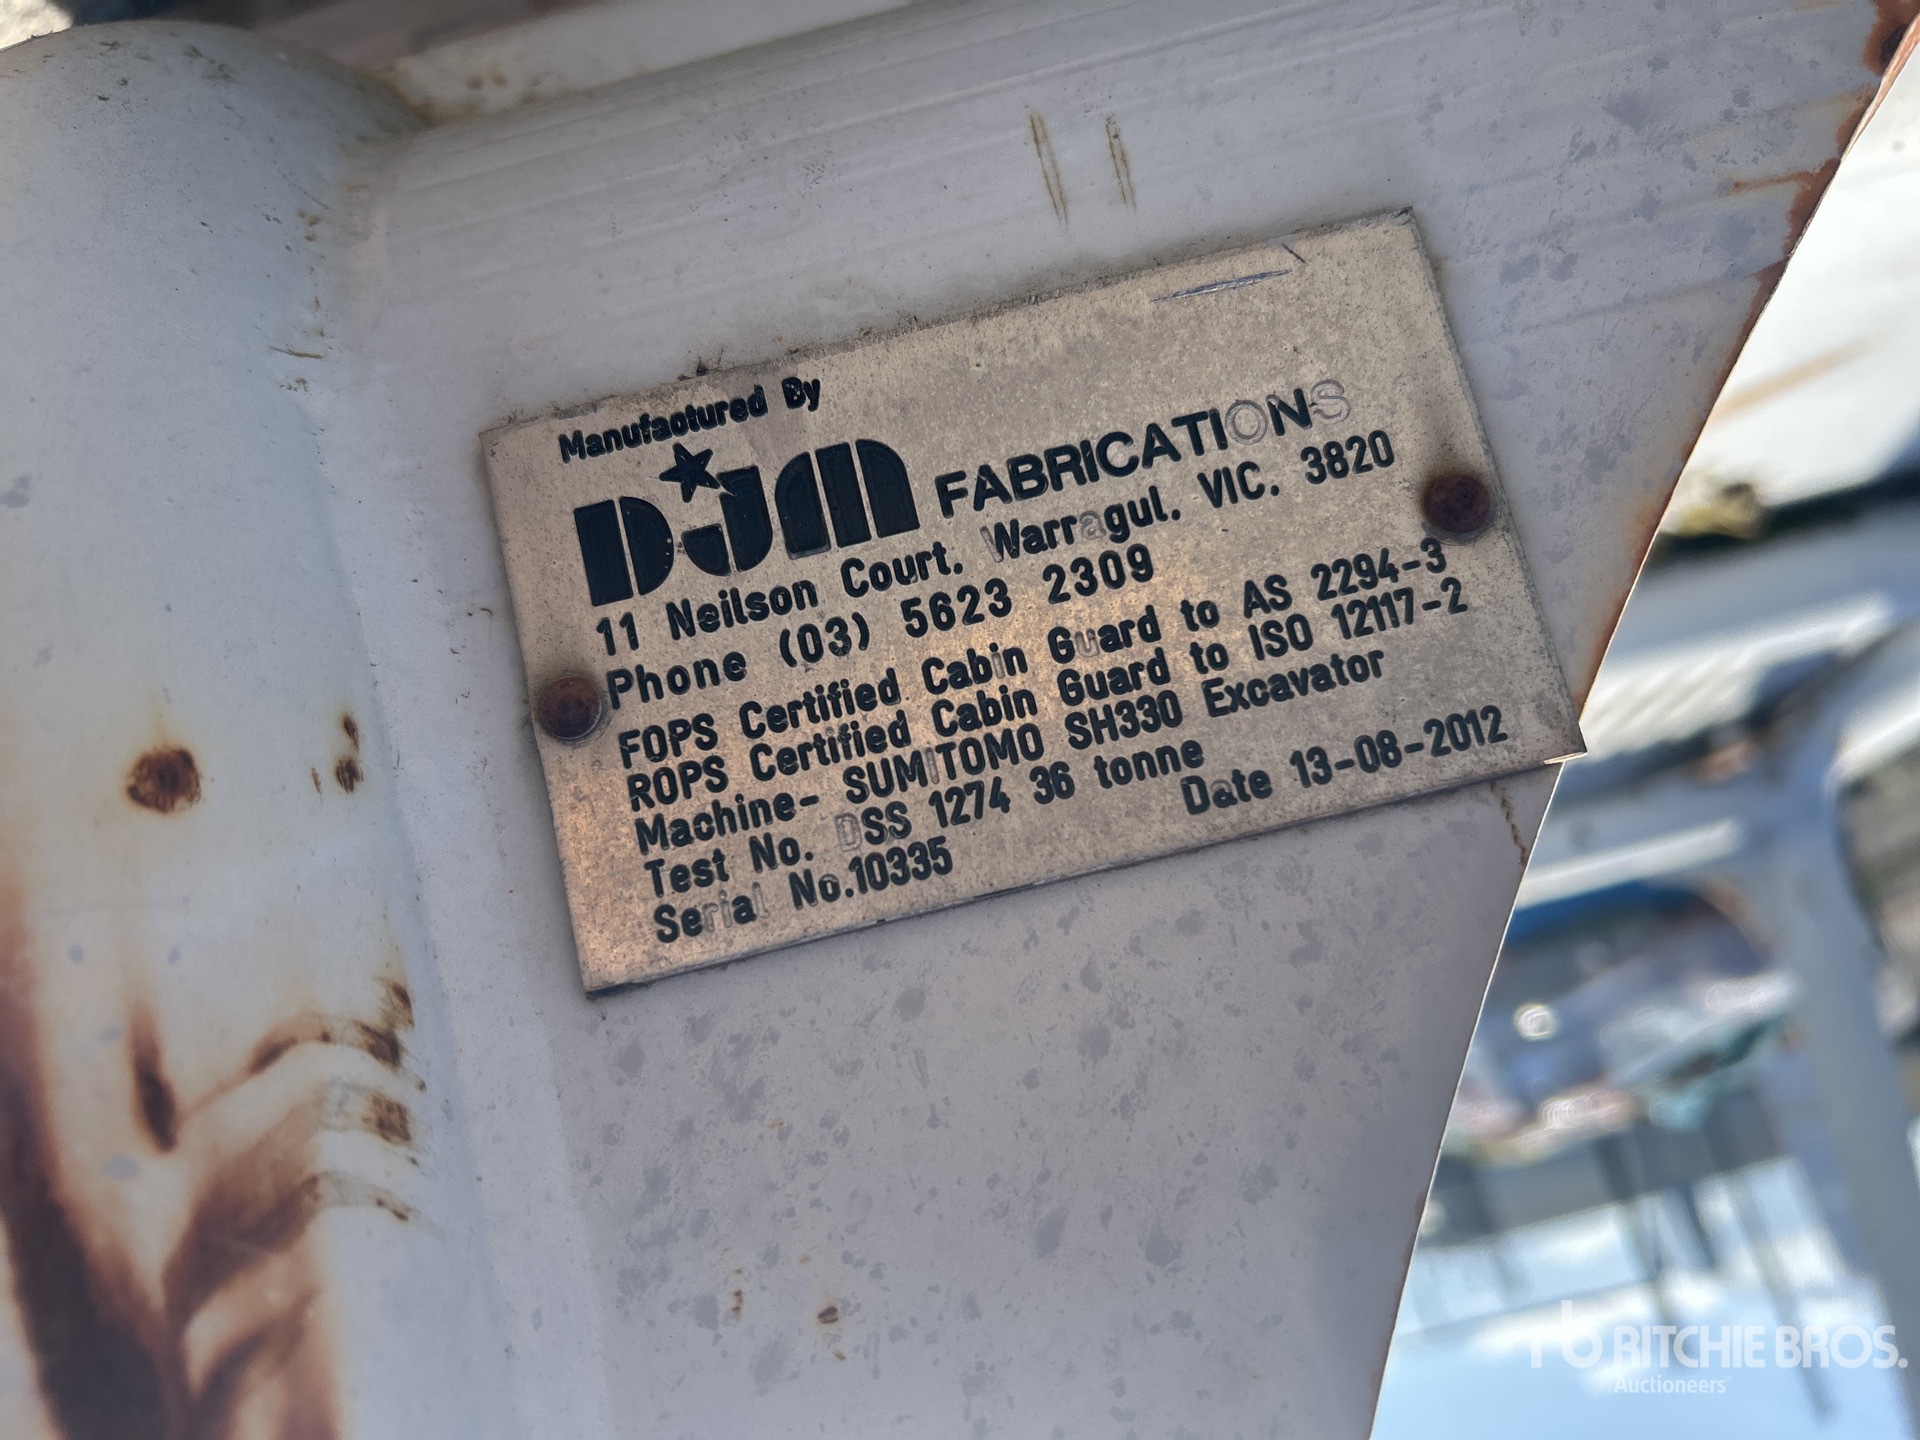 Manufactured By
DJM FABRICATIONS
11 Neilson Court. Warragul. VIC. 3820
Phone (03) 5623 2309
FOPS Certified Cabin Guard to AS 2294-3
ROPS Certified Cabin Guard to ISO 12117-2
Machine- SUMITOMO SH330 Excavator
Test No. DSS 1274 36 tonne
Serial No.10335 Date 13-08-2012
rb RITCHIE BROS.
Auctioneers